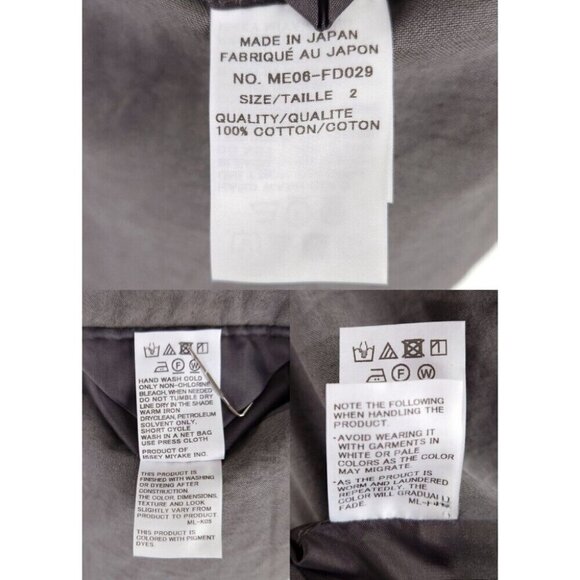 MADE IN JAPAN
FABRIQUÉ AU JAPON
NO. ME06-FD029
SIZE/TAILLE 2
QUALITY/QUALITE
100% COTTON/COTON
HAND WASH COLD
ONLY NON-CHLORINE
BLEACH, WHEN NEEDED
DO NOT TUMBLE DRY
LINE DRY IN THE SHADE
WARM IRON
DRYCLEAN, PETROLEUM
SOLVENT ONLY.
SHORT CYCLE
WASH IN A NET BAG
USE PRESS CLOTH
PRODUCT OF
ISSEY MIYAKE INC.
THIS PRODUCT IS
FINISHED WITH WASHING
OR DYEING AFTER
CONSTRUCTION.
THE COLOR, DIMENSIONS,
TEXTURE AND LOOK
SLIGHTLY VARY FROM
PRODUCT TO PRODUCT.
THIS PRODUCT IS
COLORED WITH PIGMENT
DYES.
F W
NOTE THE FOLLOWING
WHEN HANDLING THE
PRODUCT.
•AVOID WEARING IT
WITH GARMENTS IN
WHITE OR PALE
COLORS AS THE COLOR
MAY MIGRATE.
•AS THE PRODUCT IS
WORN AND LAUNDERED
REPEATEDLY, THE
COLOR WILL
FADE.